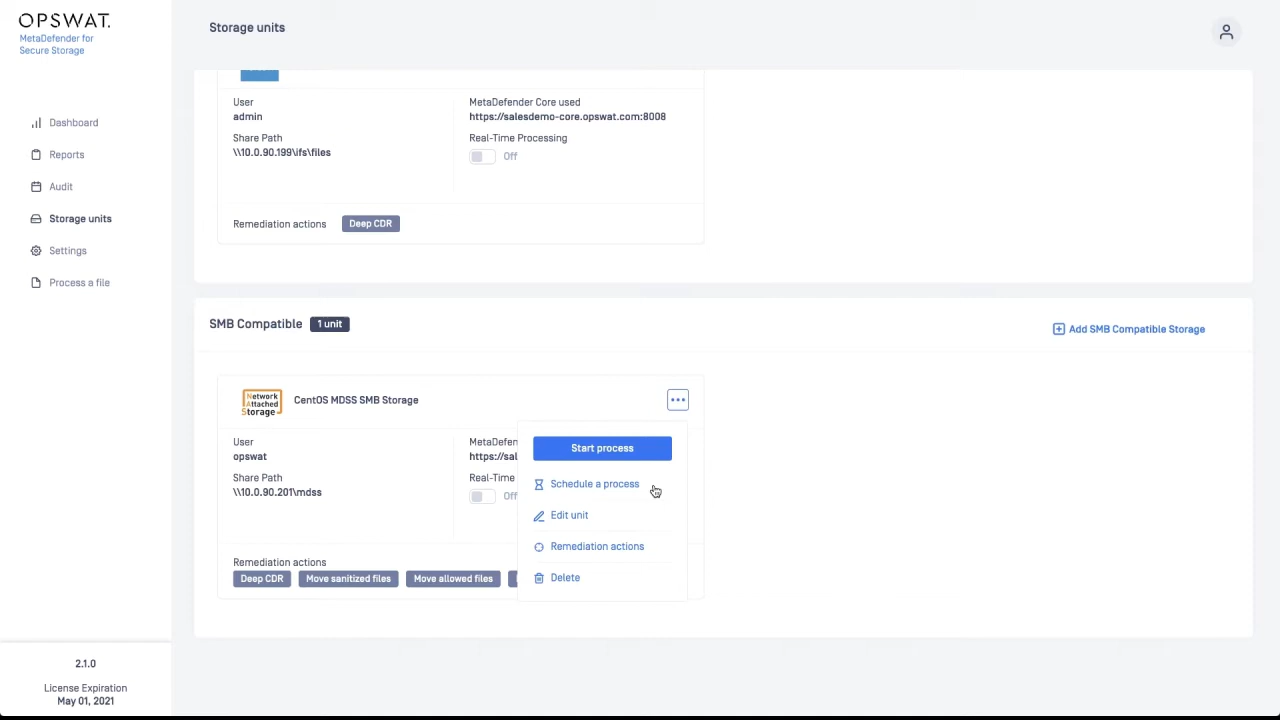 OPSWAT.
MetaDefender for
Secure Storage
Dashboard
Reports
Audit
Storage units
Settings
Process a file
2.1.0
License Expiration
May 01, 2021
Storage units
User
admin
Share Path
\\10.0.90.199\ifs\files
MetaDefender Core used
https://salesdemo-core.opswat.com:8008
Real-Time Processing
Off
Remediation actions
Deep CDR
SMB Compatible 1 unit
Add SMB Compatible Storage
Network
Attached
Storage
CentOS MDSS SMB Storage
User
opswat
Share Path
\\10.0.90.201\mdss
MetaDefen
https://sal
Real-Time
Off
Remediation actions
Deep CDR Move sanitized files Move allowed files
Start process
Schedule a process
Edit unit
Remediation actions
Delete